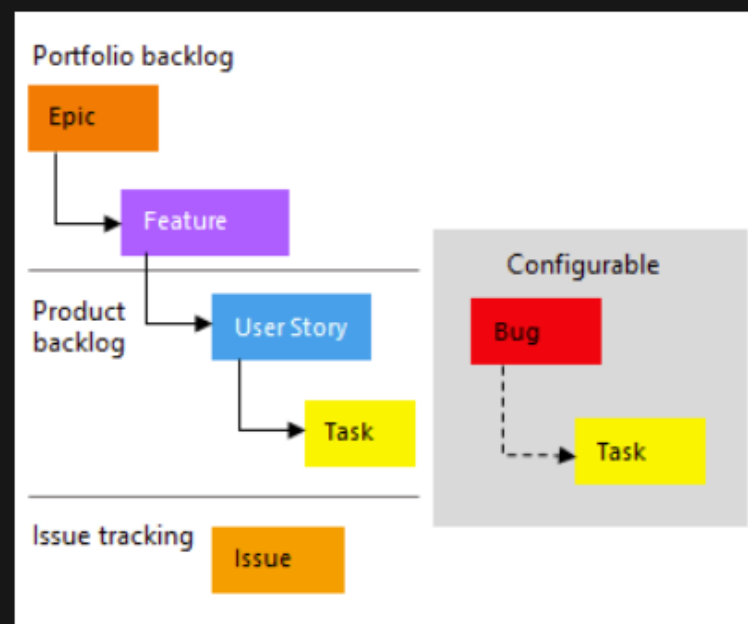 Portfolio backlog
Epic
Feature
Configurable
Product
backlog
User Story
Bug
Task
Task
Issue tracking
Issue